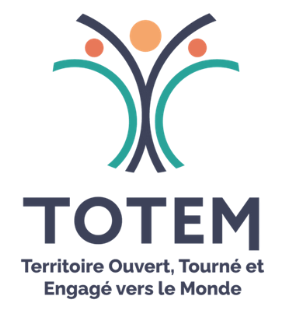 TOTEM
Territoire Ouvert, Tourné et
Engagé vers le Monde